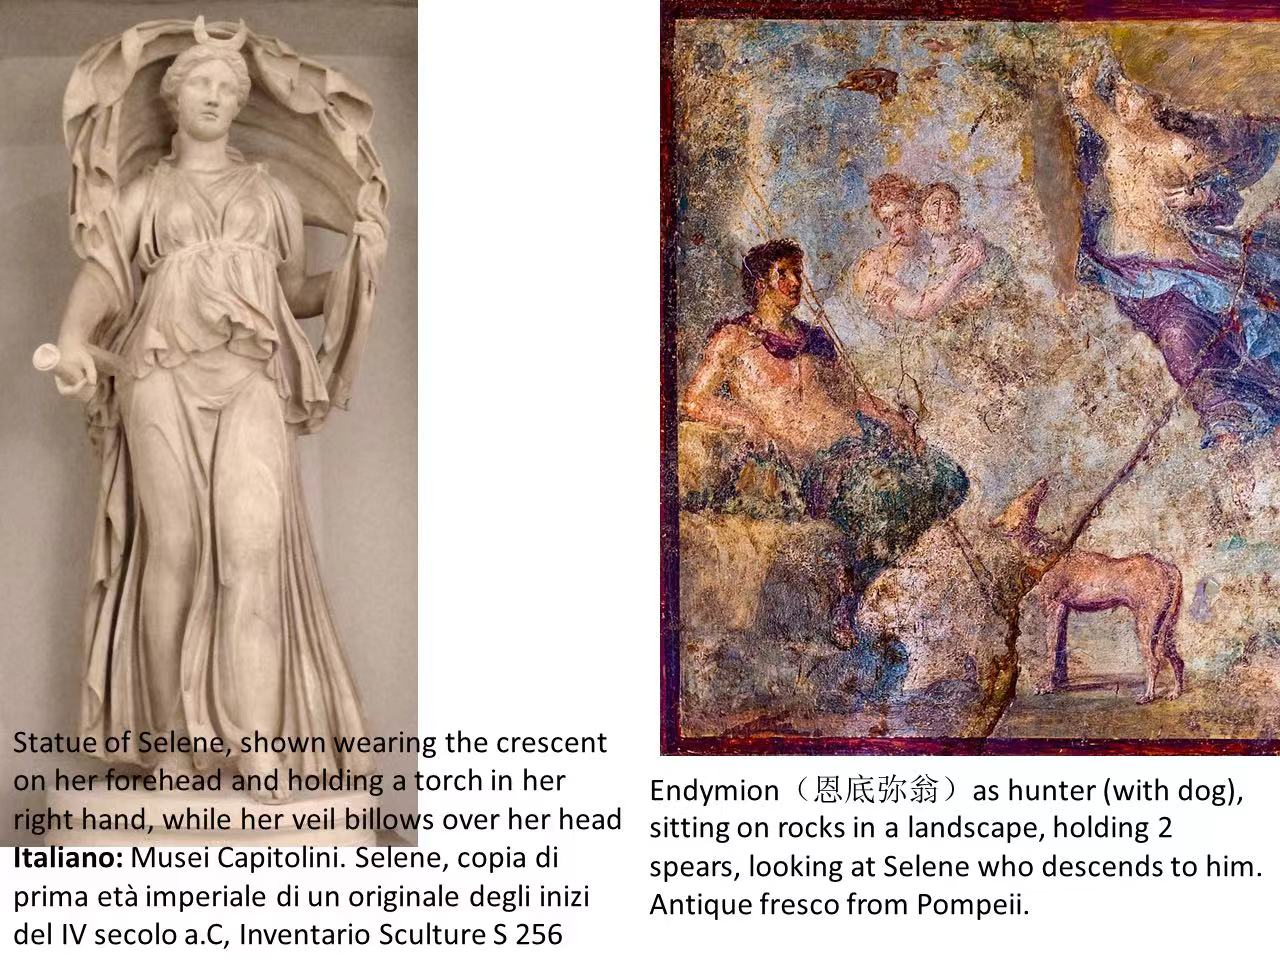 Statue of Selene, shown wearing the crescent
on her forehead and holding a torch in her
right hand, while her veil billows over her head
Italiano: Musei Capitolini. Selene, copia di
prima età imperiale di un originale degli inizi
del IV secolo a.C, Inventario Sculture S 256
Endymion（恩底弥翁）as hunter (with dog),
sitting on rocks in a landscape, holding 2
spears, looking at Selene who descends to him.
Antique fresco from Pompeii.